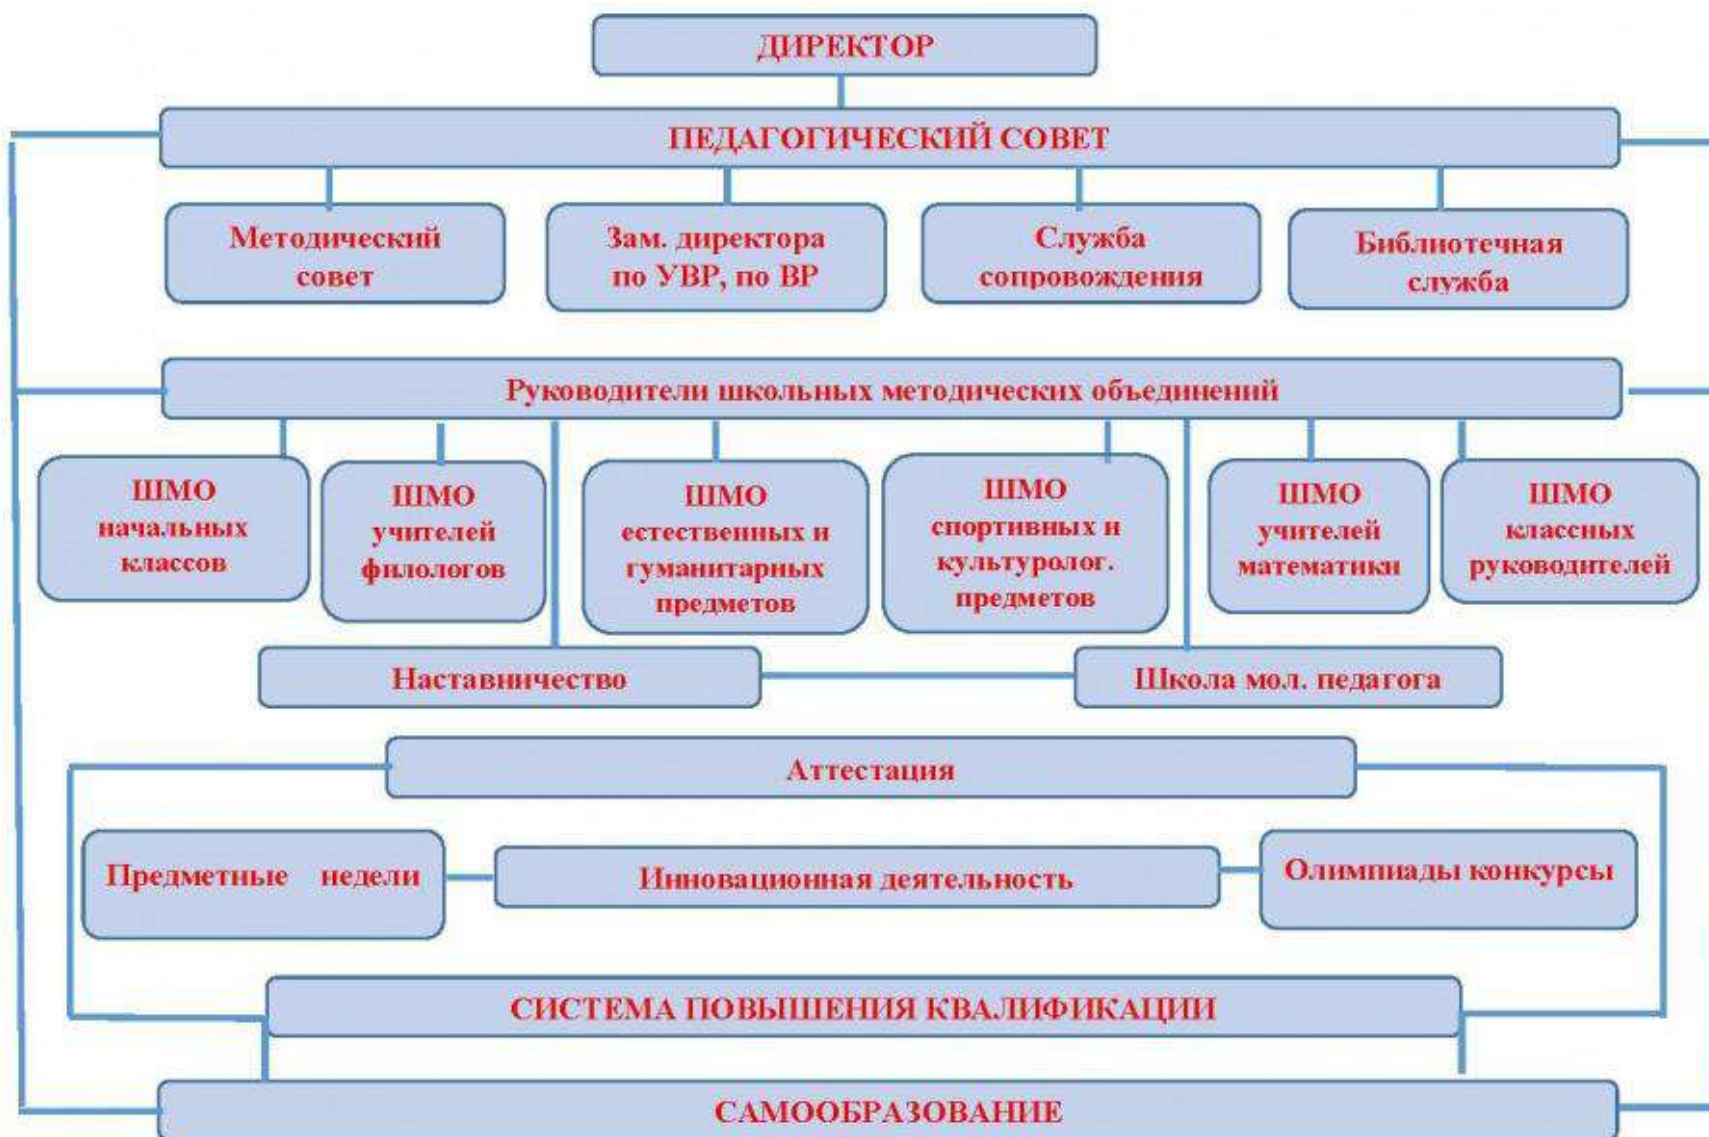 ДИРЕКТОР
ПЕДАГОГИЧЕСКИЙ СОВЕТ
Методический
совет
Зам. директора
по УВР, по ВР
Служба
сопровождения
Библиотечная
служба
Руководители школьных методических объединений
ШМО
начальных
классов
ШМО
учителей
филологов
ШМО
естественных и
гуманитарных
предметов
ШМО
спортивных и
культуролог.
предметов
ШМО
учителей
математики
ШМО
классных
руководителей
Наставничество
Школа мол. педагога
Аттестация
Предметные недели
Инновационная деятельность
Олимпиады конкурсы
СИСТЕМА ПОВЫШЕНИЯ КВАЛИФИКАЦИИ
САМООБРАЗОВАНИЕ